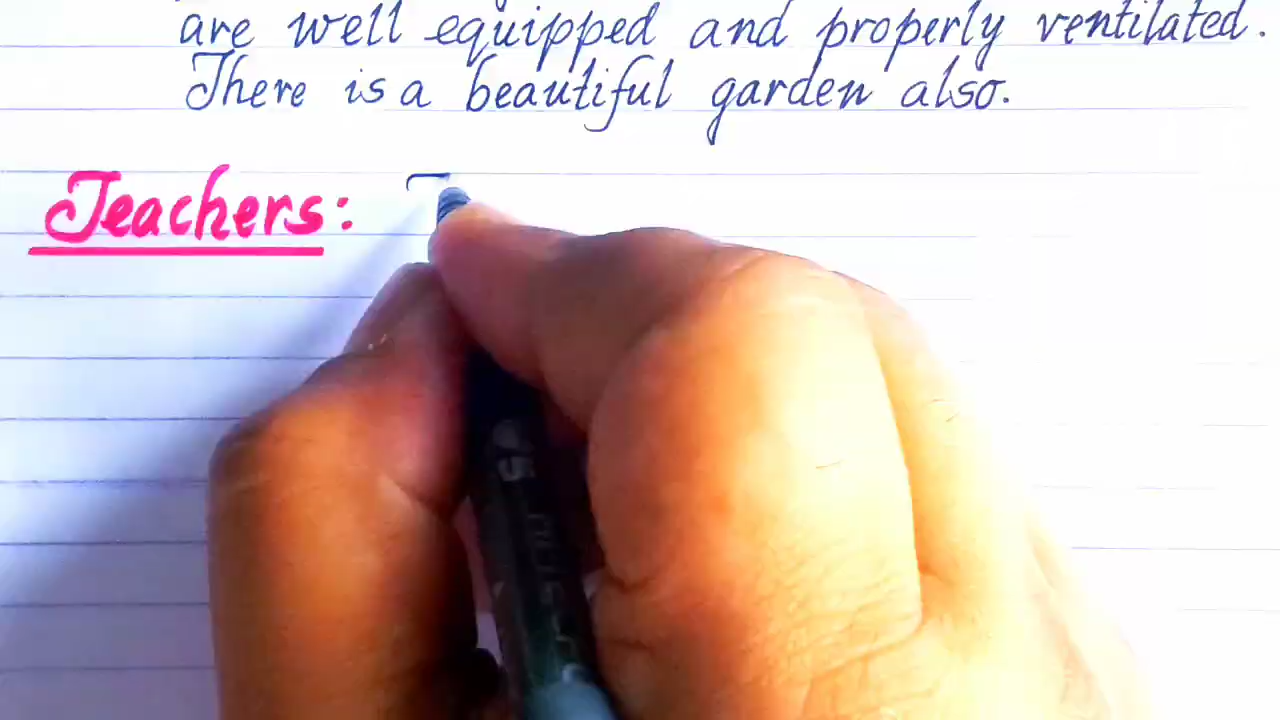 are well equipped and properly ventilated.
There is a beautiful garden also.
Teachers: